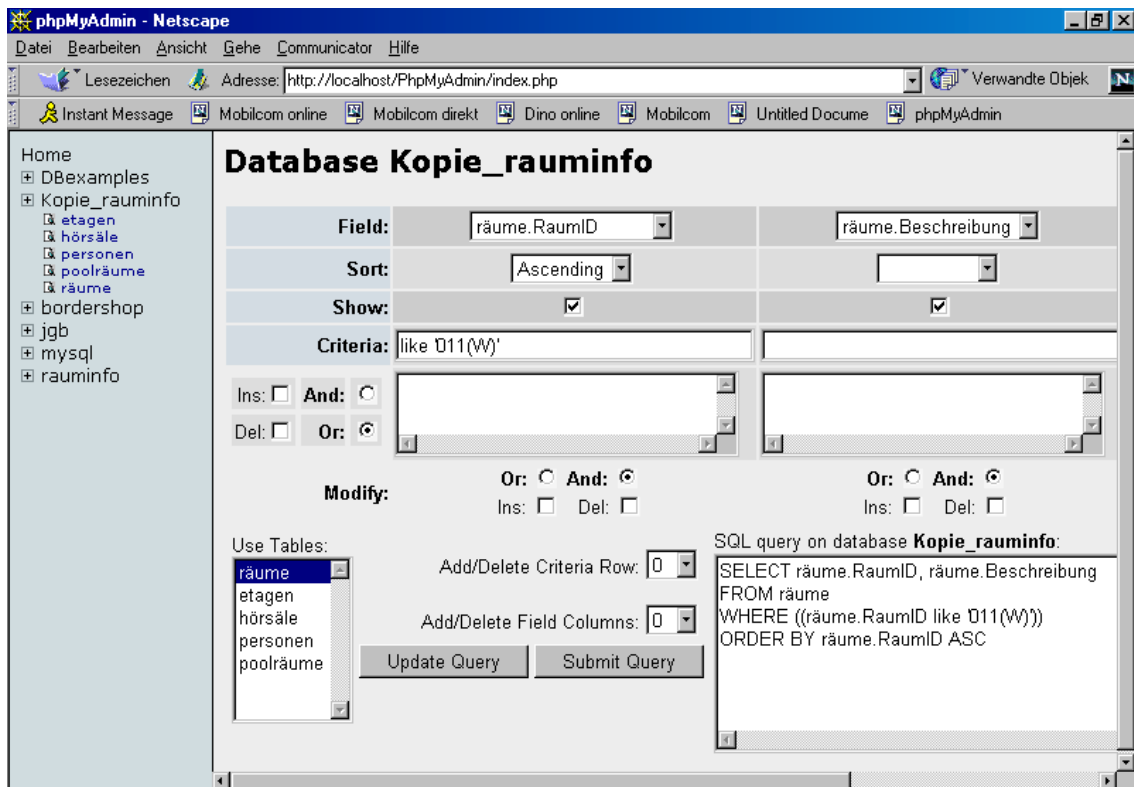 phpMyAdmin - Netscape
Datei Bearbeiten Ansicht Gehe Communicator Hilfe
Lesezeichen Adresse: http://localhost/PhpMyAdmin/index.php Verwandte Objek N
Instant Message Mobilcom online Mobilcom direkt Dino online Mobilcom Untitled Docume phpMyAdmin
Home
DBexamples
Kopie_rauminfo
etagen
hörsäle
personen
poolräume
räume
bordershop
jgb
mysql
rauminfo
Database Kopie_rauminfo
Field: räume.RaumID räume.Beschreibung
Sort: Ascending
Show:
Criteria: like '011(W)'
Ins: And:
Del: Or:
Modify: Or: And: Or: And:
Ins: Del: Ins: Del:
Use Tables:
räume
etagen
hörsäle
personen
poolräume
Add/Delete Criteria Row: 0
Add/Delete Field Columns: 0
Update Query Submit Query
SQL query on database Kopie_rauminfo:
SELECT räume.RaumID, räume.Beschreibung
FROM räume
WHERE ((räume.RaumID like '011(W)'))
ORDER BY räume.RaumID ASC